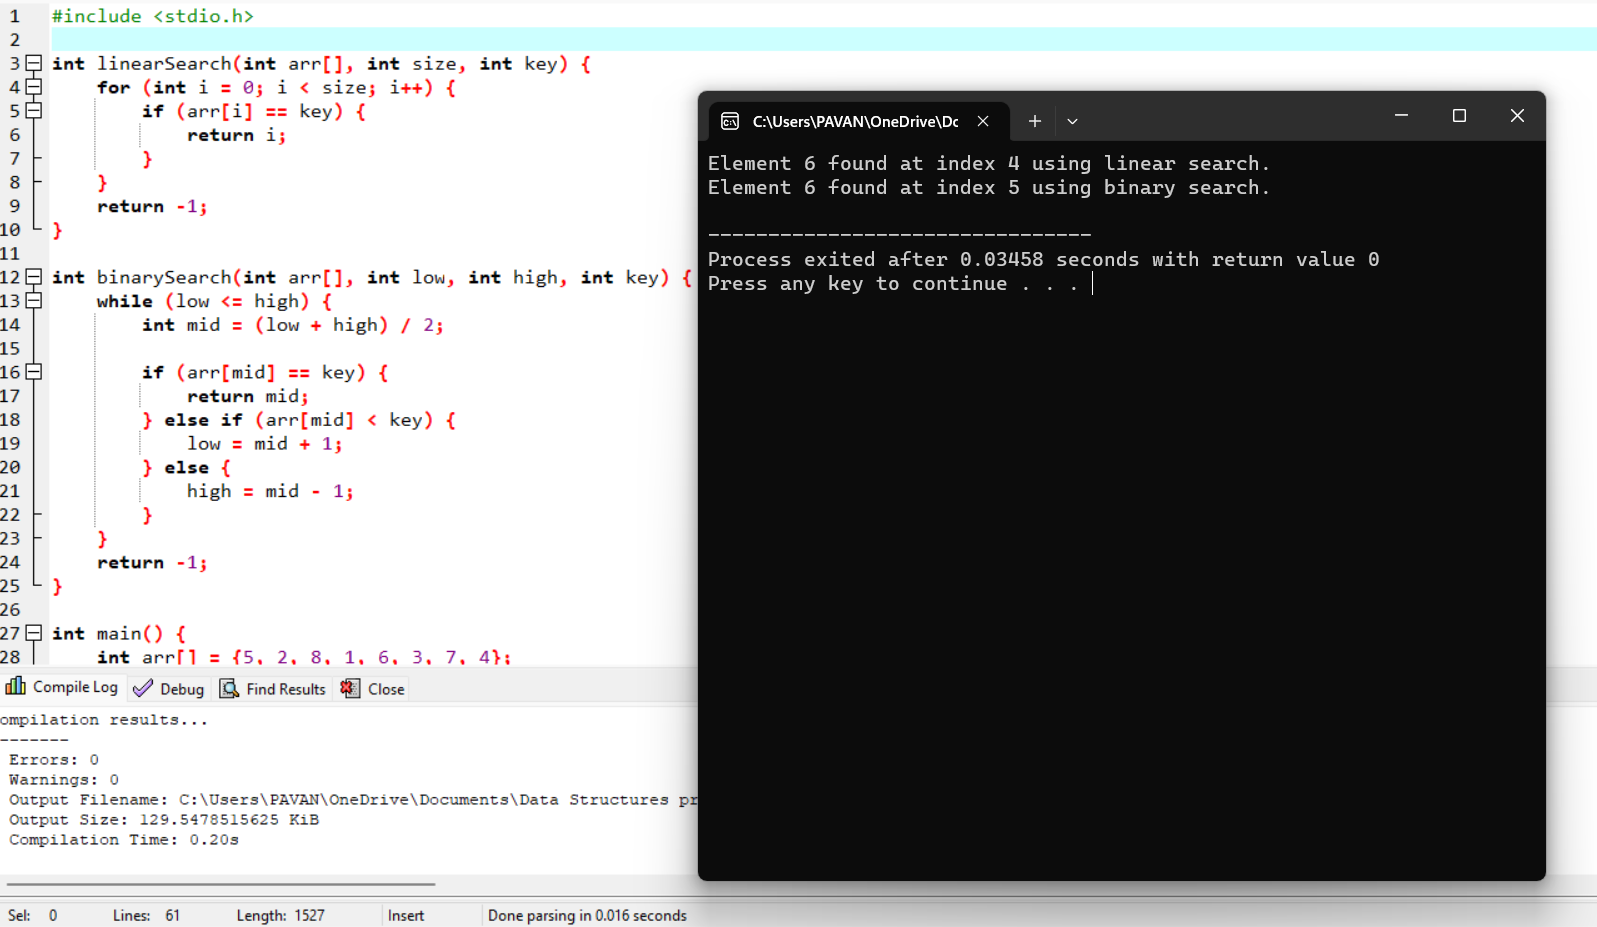 1 #include <stdio.h>
2
3 int linearSearch(int arr[], int size, int key) {
4 for (int i = 0; i < size; i++) {
5 if (arr[i] == key) {
6 return i;
7 }
8 }
9 return -1;
10 }
11
12 int binarySearch(int arr[], int low, int high, int key) {
13 while (low <= high) {
14 int mid = (low + high) / 2;
15
16 if (arr[mid] == key) {
17 return mid;
18 } else if (arr[mid] < key) {
19 low = mid + 1;
20 } else {
21 high = mid - 1;
22 }
23 }
24 return -1;
25 }
26
27 int main() {
28 int arr[] = {5, 2, 8, 1, 6, 3, 7, 4};
C:\Users\PAVAN\OneDrive\Dc
Element 6 found at index 4 using linear search.
Element 6 found at index 5 using binary search.
--------------------------------
Process exited after 0.03458 seconds with return value 0
Press any key to continue . . .
Compile Log Debug Find Results Close
ompilation results...
-------
Errors: 0
Warnings: 0
Output Filename: C:\Users\PAVAN\OneDrive\Documents\Data Structures pr
Output Size: 129.5478515625 KiB
Compilation Time: 0.20s
Sel: 0 Lines: 61 Length: 1527 Insert Done parsing in 0.016 seconds